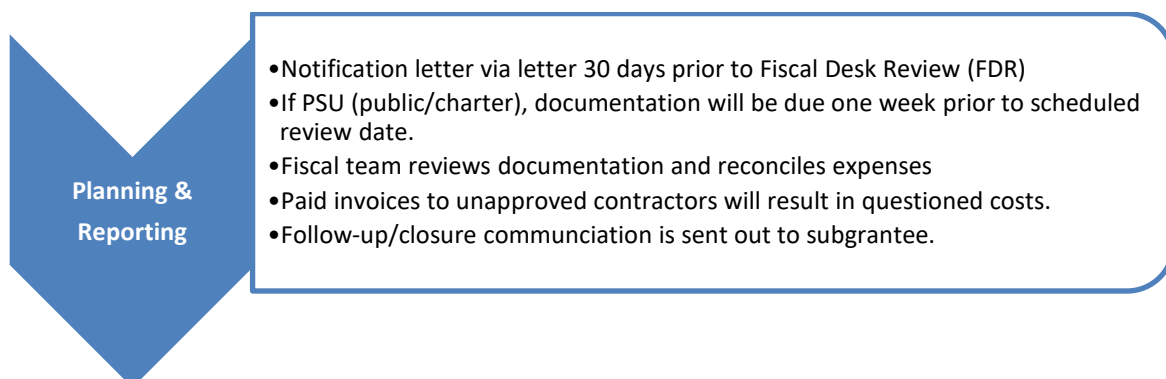 Planning &
Reporting
•Notification letter via letter 30 days prior to Fiscal Desk Review (FDR)
•If PSU (public/charter), documentation will be due one week prior to scheduled
review date.
•Fiscal team reviews documentation and reconciles expenses
•Paid invoices to unapproved contractors will result in questioned costs.
•Follow-up/closure communciation is sent out to subgrantee.